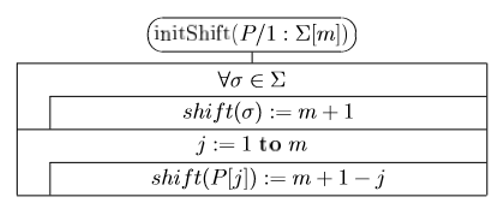 initShift(P/1 : Σ[m])
∀σ ∈ Σ
shift(σ) := m + 1
j := 1 to m
shift(P[j]) := m + 1 − j